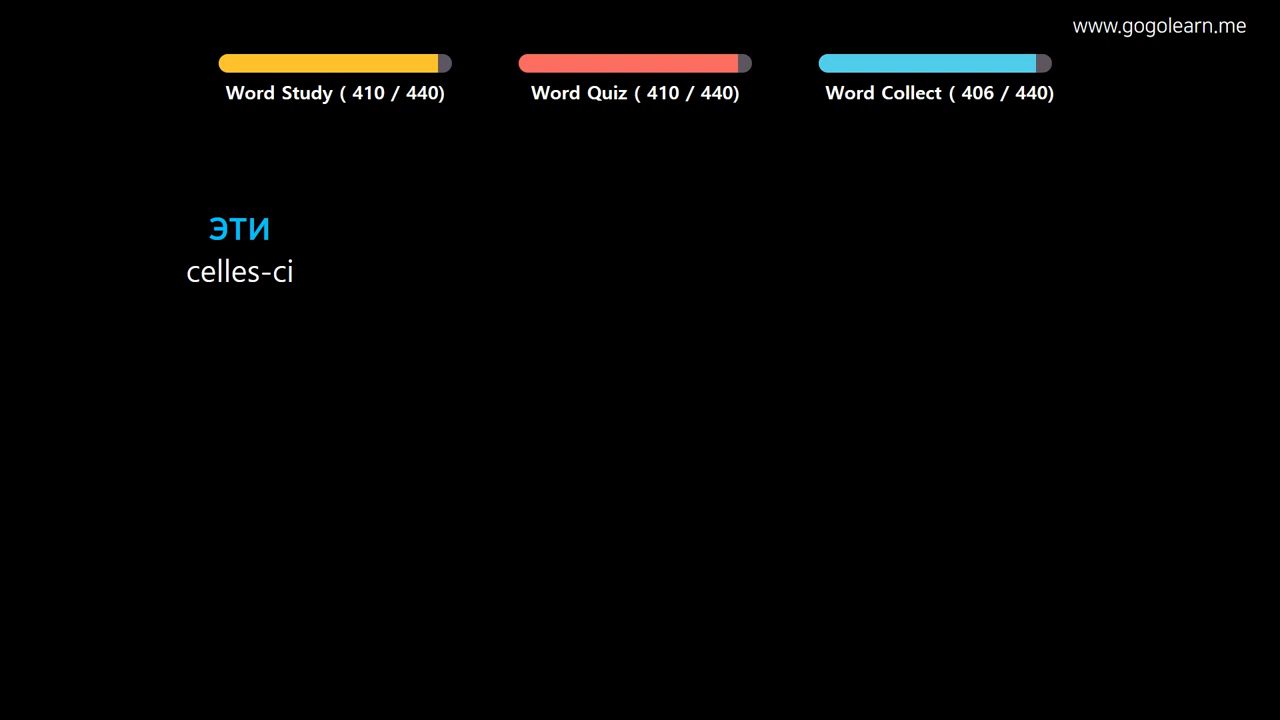 www.gogolearn.me
Word Study ( 410 / 440)
Word Quiz ( 410 / 440)
Word Collect ( 406 / 440)
эти
celles-ci